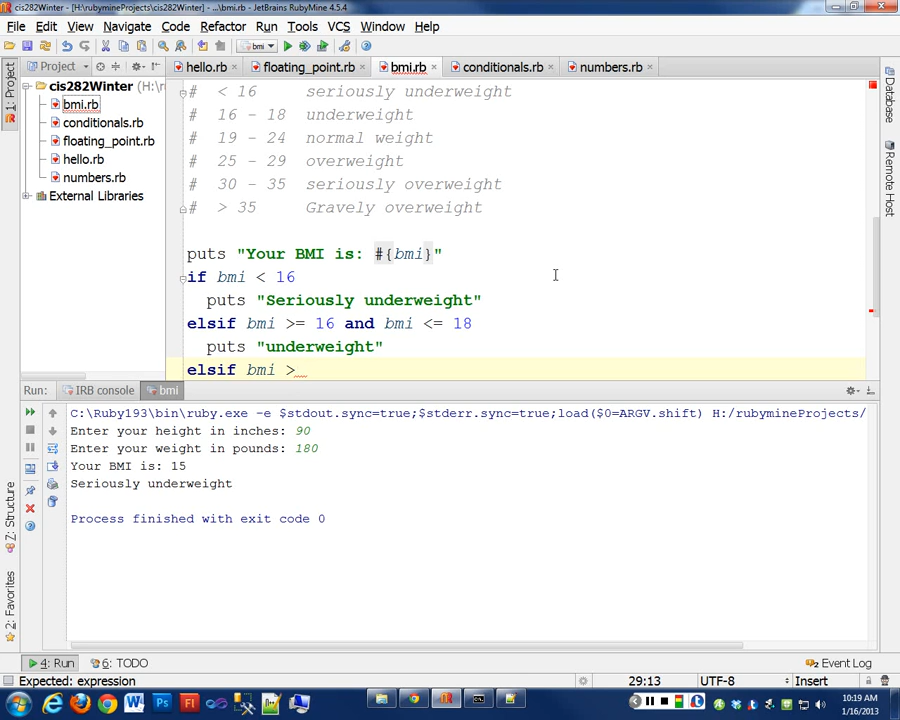 cis282Winter - [H:\rubymineProjects\cis282Winter] - ...\bmi.rb - JetBrains RubyMine 4.5.4
File Edit View Navigate Code Refactor Run Tools VCS Window Help
bmi
Project
hello.rb floating_point.rb bmi.rb conditionals.rb numbers.rb
1: Project
cis282Winter (H:\r
bmi.rb
conditionals.rb
floating_point.rb
hello.rb
numbers.rb
External Libraries
# < 16 seriously underweight
# 16 - 18 underweight
# 19 - 24 normal weight
# 25 - 29 overweight
# 30 - 35 seriously overweight
# > 35 Gravely overweight
puts "Your BMI is: #{bmi}"
if bmi < 16
puts "Seriously underweight"
elsif bmi >= 16 and bmi <= 18
puts "underweight"
elsif bmi >
Database
Remote Host
Run: IRB console bmi
C:\Ruby193\bin\ruby.exe -e $stdout.sync=true;$stderr.sync=true;load($0=ARGV.shift) H:/rubymineProjects/
Enter your height in inches: 90
Enter your weight in pounds: 180
Your BMI is: 15
Seriously underweight
Process finished with exit code 0
Z: Structure
2: Favorites
4: Run 6: TODO Event Log
Expected: expression 29:13 UTF-8 Insert
10:19 AM
1/16/2013